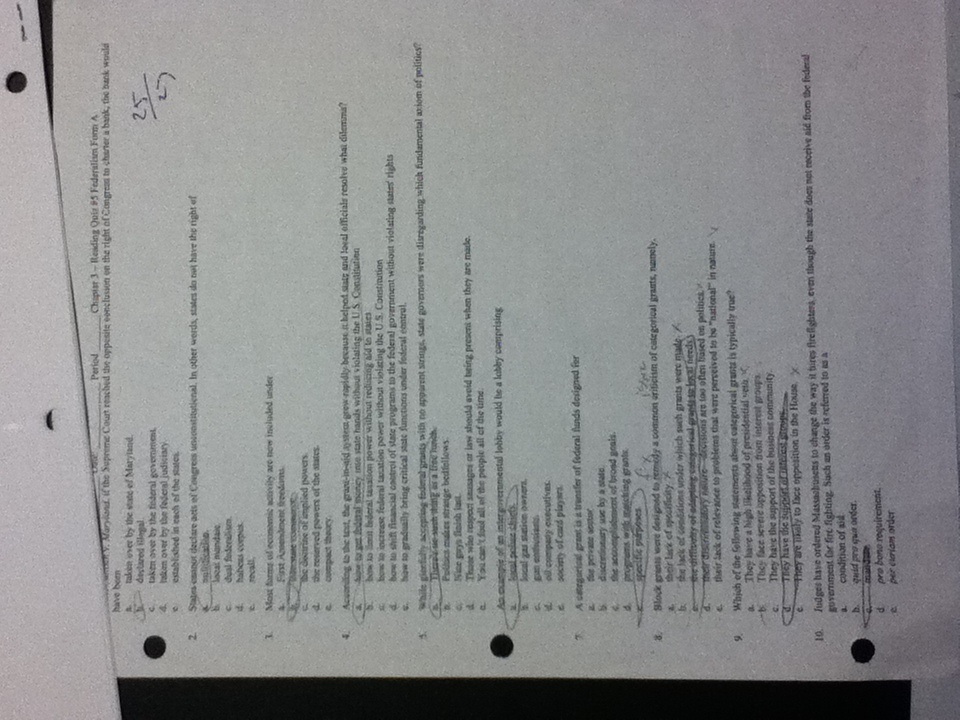 Date Period Chapter 3 – Reading Quiz #5 Federalism Form A
v. Maryland, if the Supreme Court reached the opposite conclusion on the right of Congress to charter a bank, the bank would
have been
a. taken over by the state of Maryland.
b. declared illegal.
c. taken over by the federal government.
d. taken over by the federal judiciary.
e. established in each of the states.
25
27
2. States cannot declare acts of Congress unconstitutional. In other words, states do not have the right of
a. nullification.
b. local mandate.
c. dual federalism.
d. habeas corpus.
e. recall.
3. Most forms of economic activity are now included under
a. First Amendment freedoms.
b. interstate commerce.
c. the doctrine of implied powers.
d. the reserved powers of the states.
e. compact theory.
4. According to the text, the grant-in-aid system grew rapidly because it helped state and local officials resolve what dilemma?
a. how to get federal money into state hands without violating the U.S. Constitution
b. how to limit federal taxation power without reducing aid to states
c. how to increase federal taxation power without violating the U.S. Constitution
d. how to shift financial control of state programs to the federal government without violating states' rights
e. how to gradually bring critical state functions under federal control.
5. While gleefully accepting federal grants with no apparent strings, state governors were disregarding which fundamental axiom of politics?
a. There's no such thing as a free lunch.
b. Politics makes strange bedfellows.
c. Nice guys finish last.
d. Those who respect sausages or law should avoid being present when they are made.
e. You can't fool all of the people all of the time.
An example of an intergovernmental lobby would be a lobby comprising
a. local police chiefs.
b. local gas station owners.
c. gun enthusiasts.
d. oil company executives.
e. society of card players.
7. A categorical grant is a transfer of federal funds designed for
a. the private sector.
b. discretionary use by a state.
c. the accomplishment of broad goals.
d. programs with matching grants.
e. specific purposes.
fix issue
8. Block grants were designed to remedy a common criticism of categorical grants, namely,
a. their lack of specificity.
b. the lack of conditions under which such grants were made.
c. the difficulty of adapting categorical grants to local needs.
d. their discriminatory nature—decisions are too often based on politics.
e. their lack of relevance to problems that were perceived to be "national" in nature.
9. Which of the following statements about categorical grants is typically true?
a. They have a high likelihood of presidential veto.
b. They face severe opposition from interest groups.
c. They have the support of the business community.
d. They have the support of interest groups.
e. They are likely to face opposition in the House.
10. Judges have ordered Massachusetts to change the way it hires firefighters, even though the state does not receive aid from the federal
government for fire fighting. Such an order is referred to as a
a. condition of aid.
b. quid pro quo order.
c. mandate.
d. pro bono requirement.
e. per curiam order.